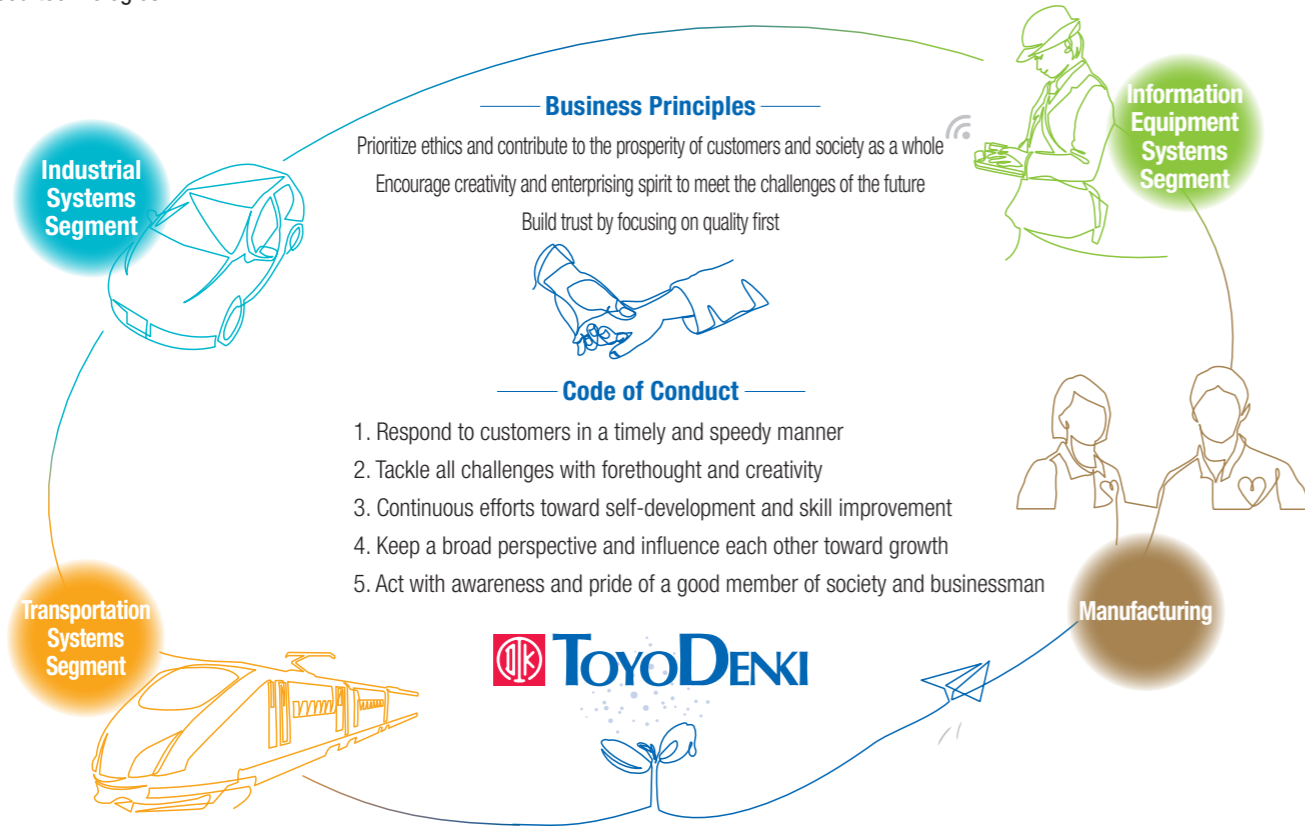 Business Principles
Prioritize ethics and contribute to the prosperity of customers and society as a whole
Encourage creativity and enterprising spirit to meet the challenges of the future
Build trust by focusing on quality first
Information
Equipment
Systems
Segment
Industrial
Systems
Segment
Code of Conduct
1. Respond to customers in a timely and speedy manner
2. Tackle all challenges with forethought and creativity
3. Continuous efforts toward self-development and skill improvement
4. Keep a broad perspective and influence each other toward growth
5. Act with awareness and pride of a good member of society and businessman
Transportation
Systems
Segment
Manufacturing
TOYO DENKI